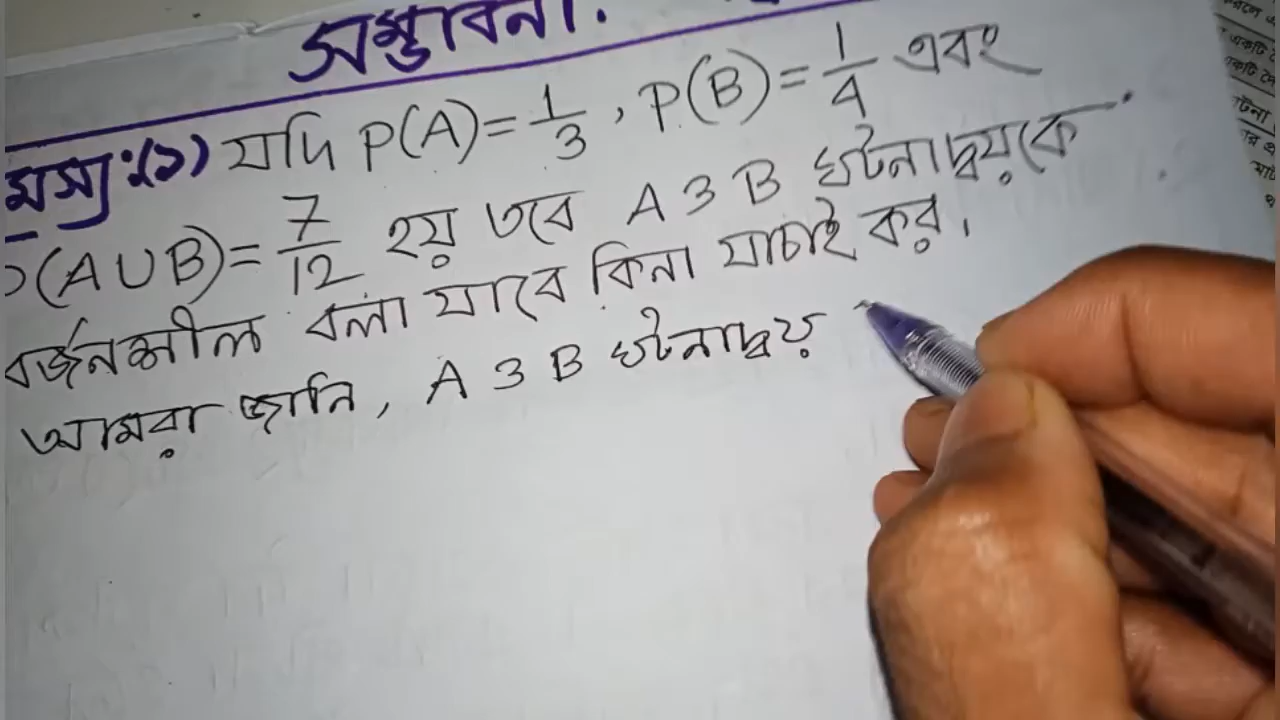 সম্ভাবনা.
মস্য:(১) যদি P(A)= 1/3 , P(B)= 1/4 এবং
P(A∪B)= 7/12 হয় তবে A ও B ঘটনাদ্বয়কে
বর্জনশীল বলা যাবে কিনা যাচাই কর।
আমরা জানি, A ও B ঘটনাদ্বয়